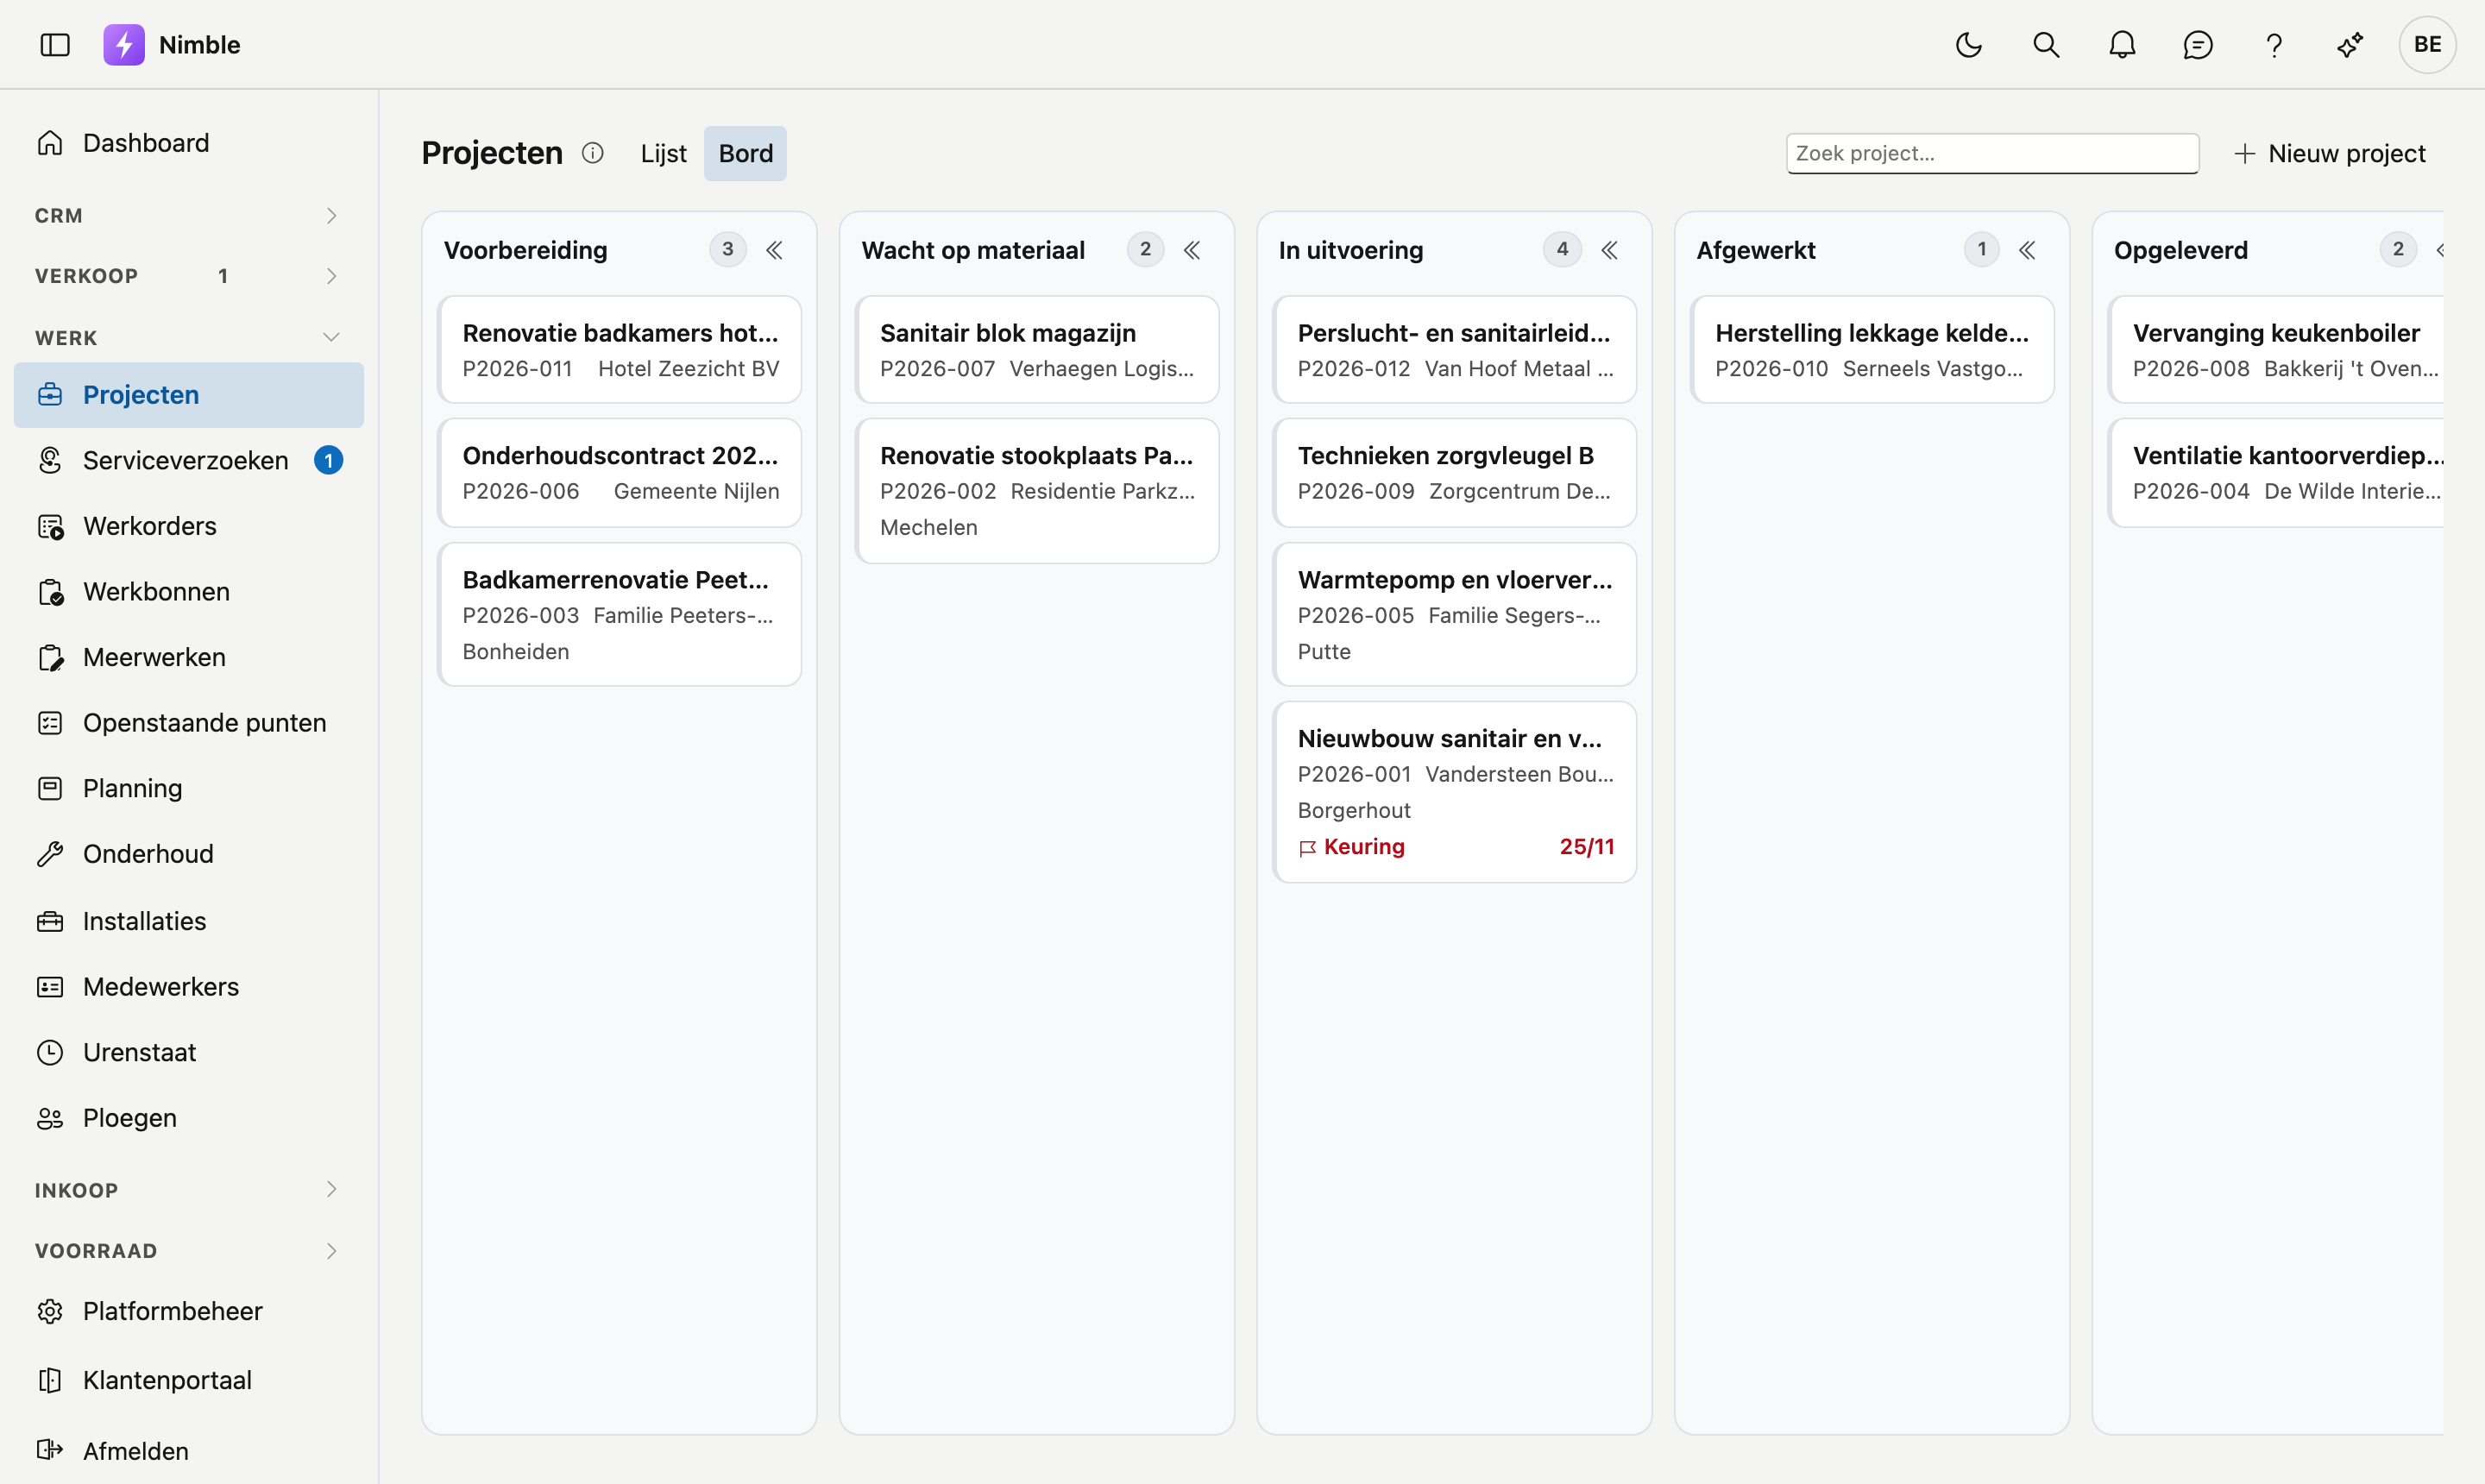 Nimble
BE
Dashboard
CRM
VERKOOP 1
WERK
Projecten
Serviceverzoeken 1
Werkorders
Werkbonnen
Meerwerken
Openstaande punten
Planning
Onderhoud
Installaties
Medewerkers
Urenstaat
Ploegen
INKOOP
VOORRAAD
Platformbeheer
Klantenportaal
Afmelden
Projecten Lijst Bord
Zoek project...
Nieuw project
Voorbereiding 3
Renovatie badkamers hot...
P2026-011 Hotel Zeezicht BV
Onderhoudscontract 202...
P2026-006 Gemeente Nijlen
Badkamerrenovatie Peet...
P2026-003 Familie Peeters-...
Bonheiden
Wacht op materiaal 2
Sanitair blok magazijn
P2026-007 Verhaegen Logis...
Renovatie stookplaats Pa...
P2026-002 Residentie Parkz...
Mechelen
In uitvoering 4
Perslucht- en sanitairleid...
P2026-012 Van Hoof Metaal ...
Technieken zorgvleugel B
P2026-009 Zorgcentrum De...
Warmtepomp en vloerver...
P2026-005 Familie Segers-...
Putte
Nieuwbouw sanitair en v...
P2026-001 Vandersteen Bou...
Borgerhout
Keuring 25/11
Afgewerkt 1
Herstelling lekkage kelde...
P2026-010 Serneels Vastgo...
Opgeleverd 2
Vervanging keukenboiler
P2026-008 Bakkerij 't Oven...
Ventilatie kantoorverdiep...
P2026-004 De Wilde Interie...